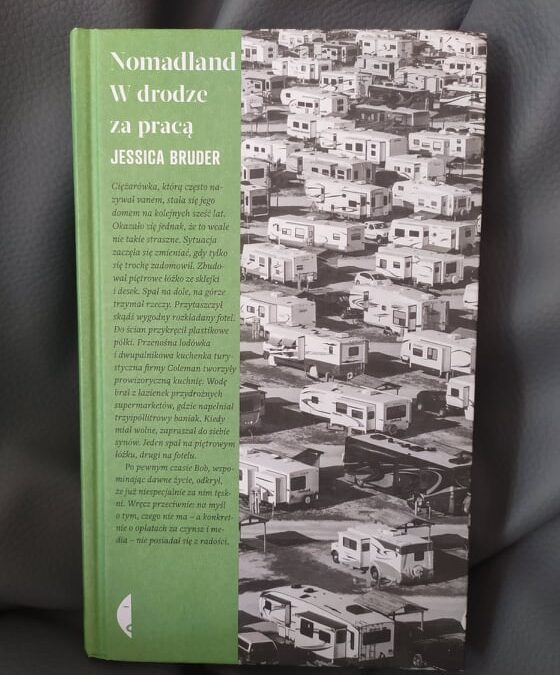 Nomadland
W drodze
za pracą
JESSICA BRUDER
Ciężarówka, którą często na-
zywał vanem, stała się jego
domem na kolejnych sześć lat.
Okazało się jednak, że to wcale
nie takie straszne. Sytuacja
zaczęła się zmieniać, gdy tylko
się trochę zadomowił. Zbudo-
wał piętrowe łóżko ze sklejki
i desek. Spał na dole, na górze
trzymał rzeczy. Przytaszczył
skądś wygodny rozkładany fotel.
Do ścian przykręcił plastikowe
półki. Przenośna lodówka
i dwupalnikowa kuchenka tury-
styczna firmy Coleman tworzyły
prowizoryczną kuchnię. Wodę
brał z łazienek przydrożnych
supermarketów, gdzie napełniał
trzyipółlitrowy baniak. Kiedy
miał wolne, zapraszał do siebie
synów. Jeden spał na piętrowym
łóżku, drugi na fotelu.
Po pewnym czasie Bob, wspo-
minając dawne życie, odkrył,
że już niespecjalnie za nim tęsk-
ni. Wręcz przeciwnie: na myśl
o tym, czego nie ma – a konkret-
nie o opłatach za czynsz i me-
dia – nie posiadał się z radości.